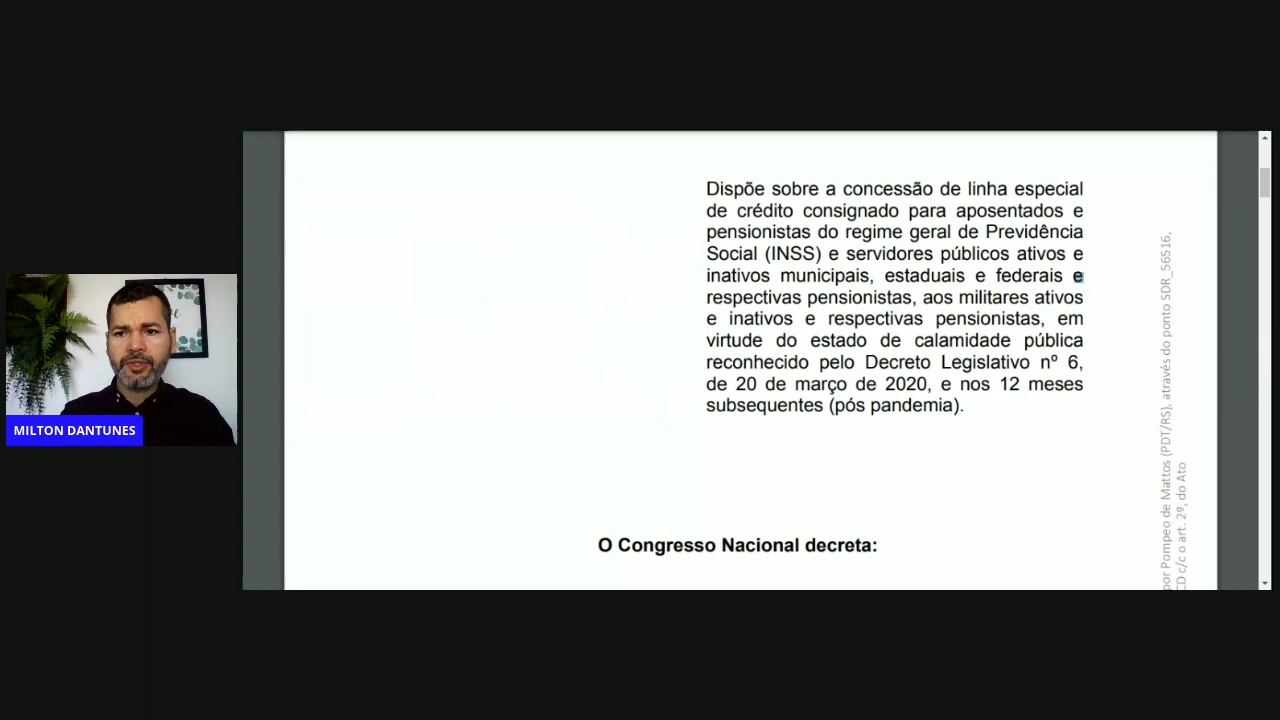 Dispõe sobre a concessão de linha especial
de crédito consignado para aposentados e
pensionistas do regime geral de Previdência
Social (INSS) e servidores públicos ativos e
inativos municipais, estaduais e federais e
respectivas pensionistas, aos militares ativos
e inativos e respectivas pensionistas, em
virtude do estado de calamidade pública
reconhecido pelo Decreto Legislativo nº 6,
de 20 de março de 2020, e nos 12 meses
subsequentes (pós pandemia).
O Congresso Nacional decreta:
por Pompeo de Mattos (PDT/RS), através do ponto SDR_56516,
CD c/c o art. 2º, do Ato
MILTON DANTUNES